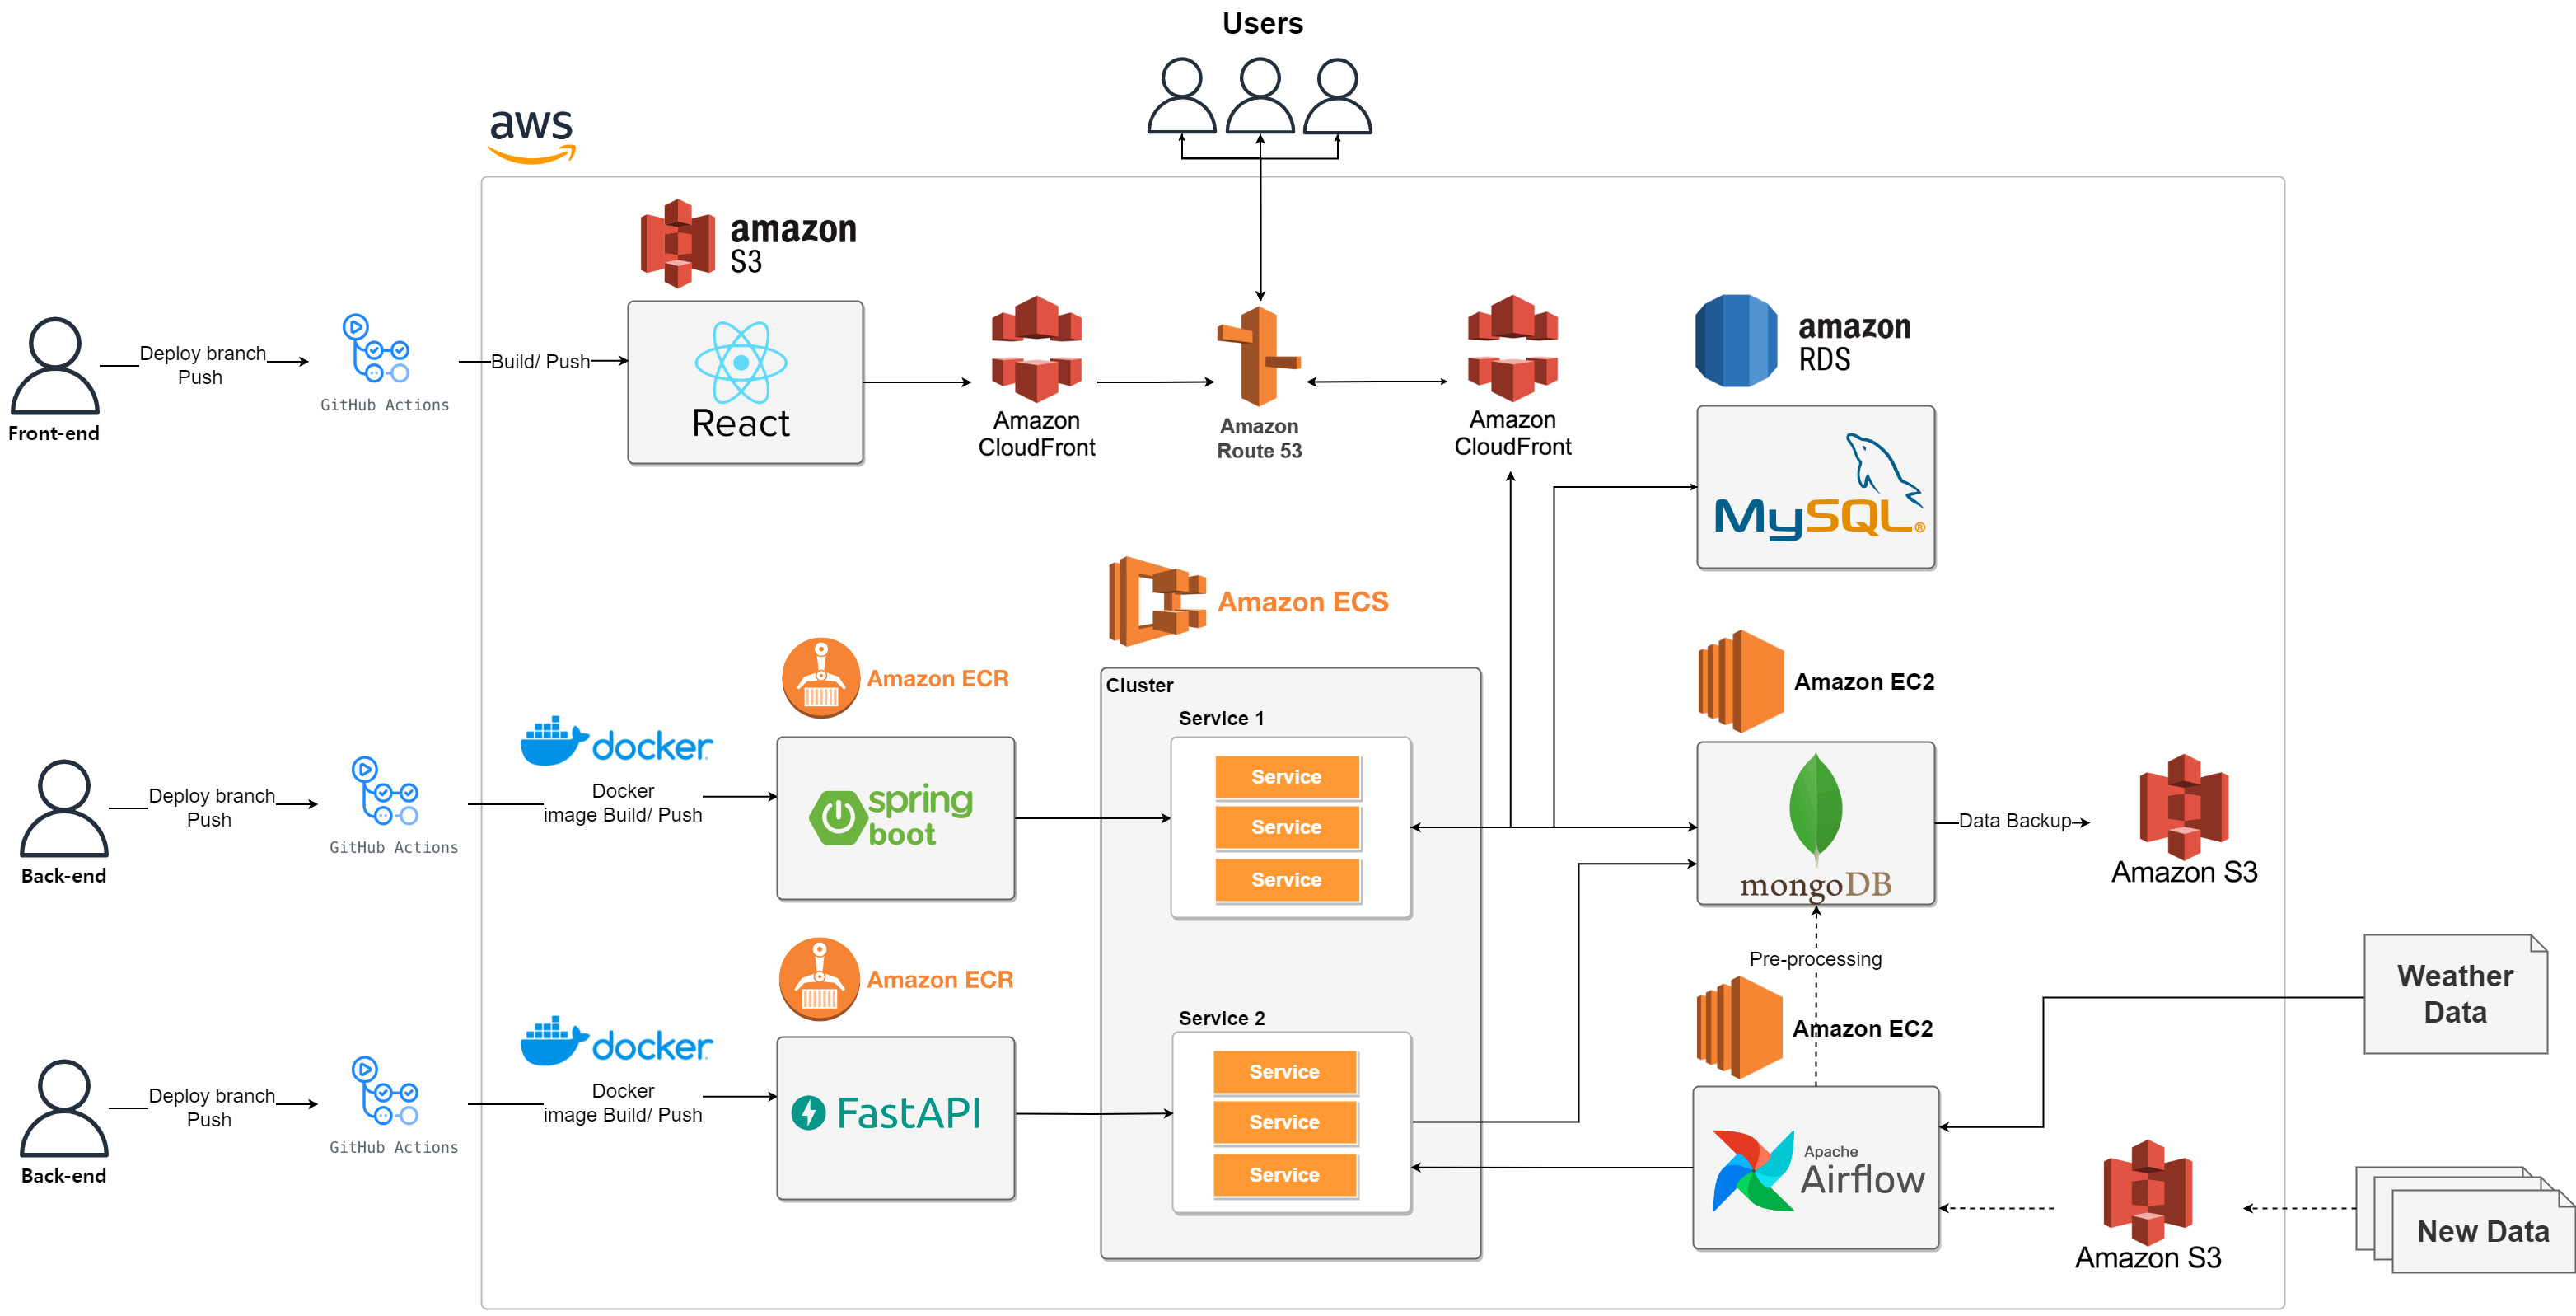 Users
aws
amazon
S3
React
Deploy branch
Push
GitHub Actions
Build/ Push
Front-end
Amazon
CloudFront
Amazon
Route 53
Amazon
CloudFront
amazon
RDS
MySQL®
Amazon ECS
Amazon ECR
Cluster
Service 1
Service
Service
Service
docker
Docker
image Build/ Push
spring
boot
Deploy branch
Push
GitHub Actions
Back-end
Amazon EC2
mongoDB
Data Backup
Amazon S3
Pre-processing
Amazon ECR
Service 2
Service
Service
Service
docker
Docker
image Build/ Push
FastAPI
Deploy branch
Push
GitHub Actions
Back-end
Amazon EC2
Apache
Airflow
Weather
Data
Amazon S3
New Data